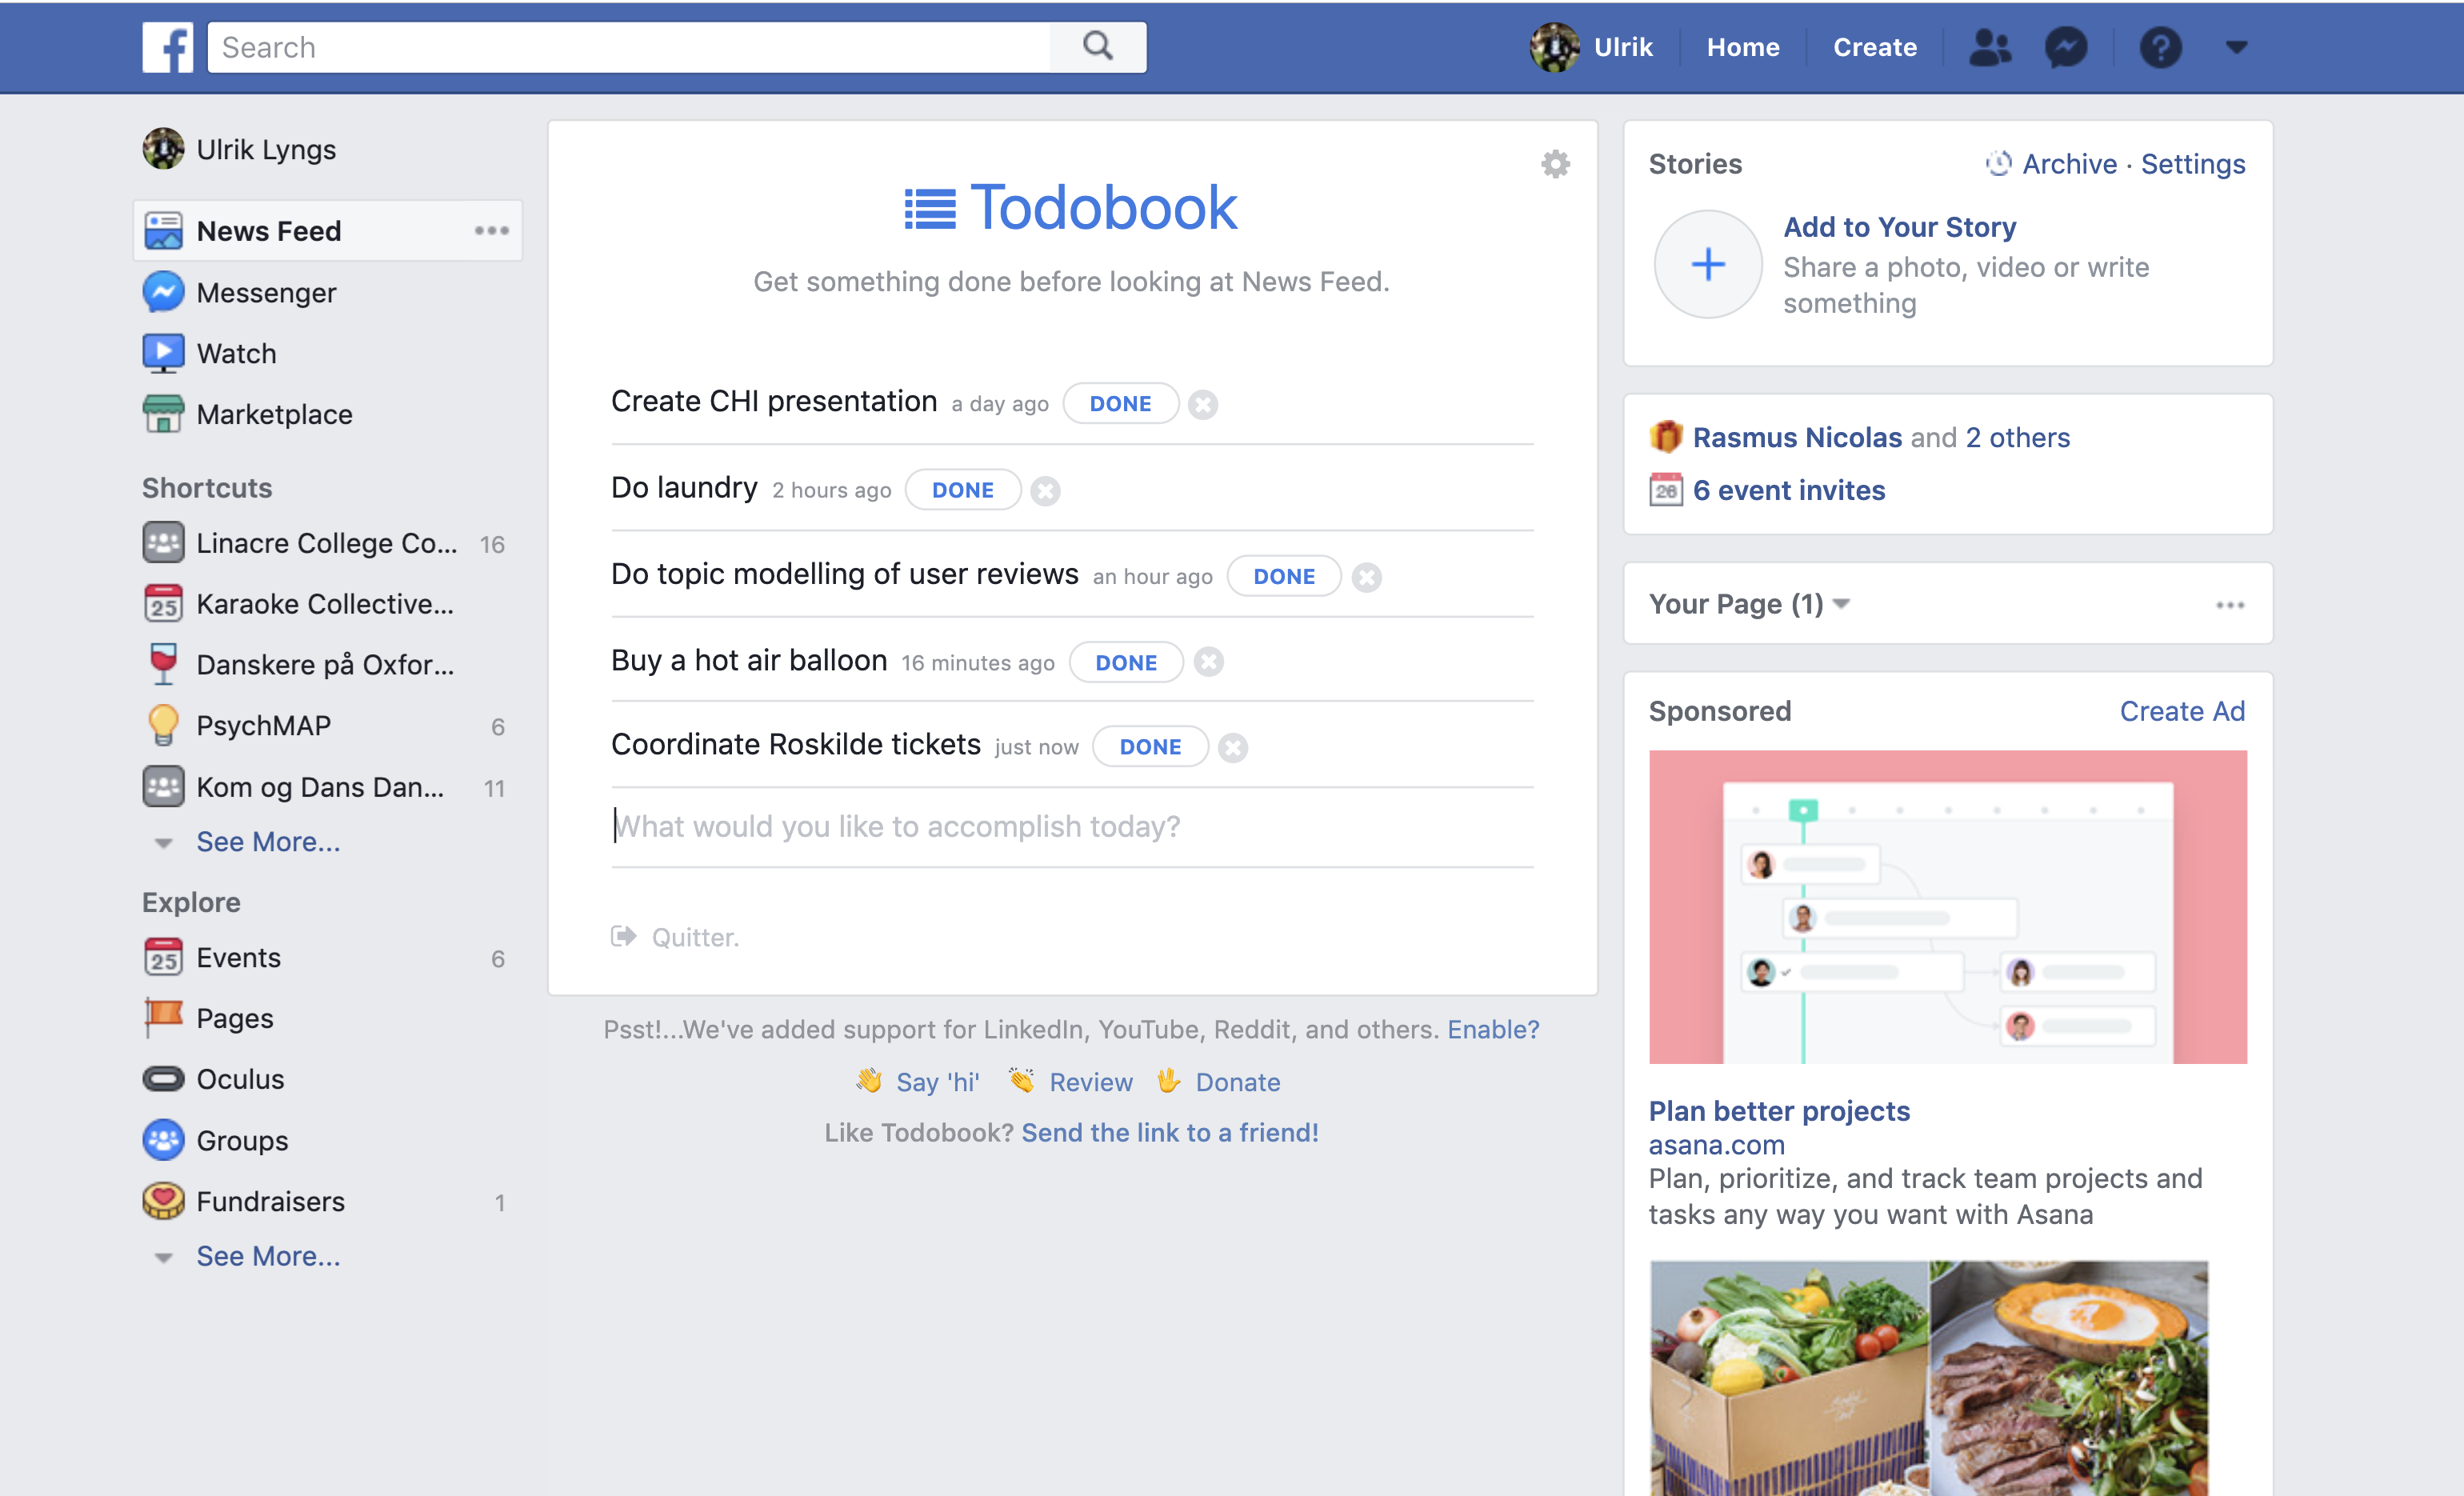 Search
Ulrik
Home
Create
Ulrik Lyngs
News Feed
Messenger
Watch
Marketplace
Shortcuts
Linacre College Co... 16
25 Karaoke Collective...
Danskere på Oxfor...
PsychMAP 6
Kom og Dans Dan... 11
See More...
Explore
25 Events 6
Pages
Oculus
Groups
Fundraisers 1
See More...
Todobook
Get something done before looking at News Feed.
Create CHI presentation a day ago DONE
Do laundry 2 hours ago DONE
Do topic modelling of user reviews an hour ago DONE
Buy a hot air balloon 16 minutes ago DONE
Coordinate Roskilde tickets just now DONE
What would you like to accomplish today?
Quitter.
Psst!...We've added support for LinkedIn, YouTube, Reddit, and others. Enable?
Say 'hi' Review Donate
Like Todobook? Send the link to a friend!
Stories Archive · Settings
Add to Your Story
Share a photo, video or write
something
Rasmus Nicolas and 2 others
6 event invites
Your Page (1)
Sponsored Create Ad
Plan better projects
asana.com
Plan, prioritize, and track team projects and
tasks any way you want with Asana